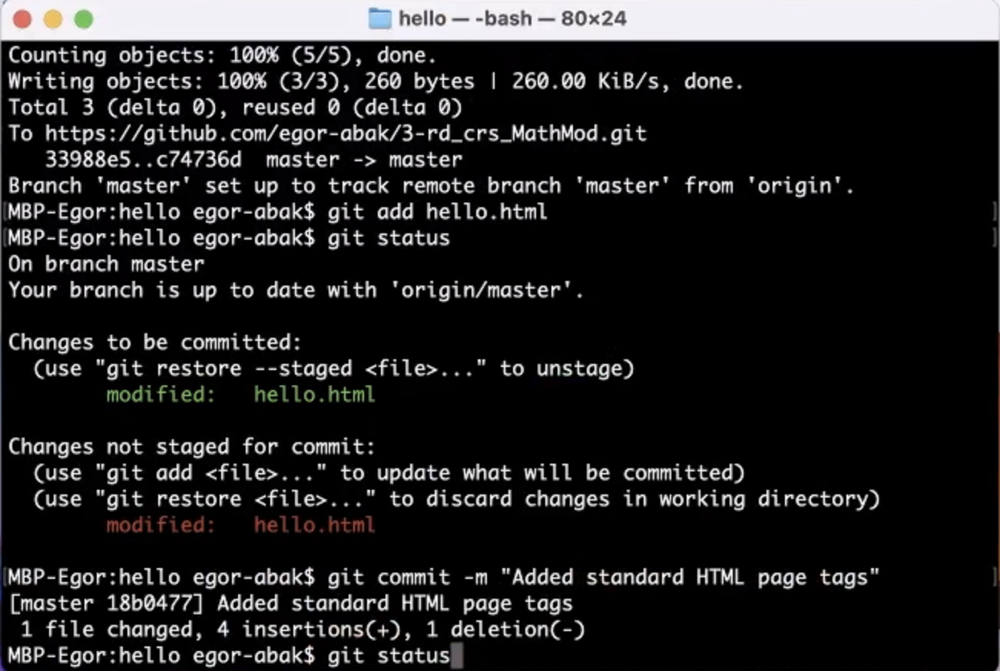 hello — -bash — 80×24
Counting objects: 100% (5/5), done.
Writing objects: 100% (3/3), 260 bytes | 260.00 KiB/s, done.
Total 3 (delta 0), reused 0 (delta 0)
To https://github.com/egor-abak/3-rd_crs_MathMod.git
   33988e5..c74736d  master -> master
Branch 'master' set up to track remote branch 'master' from 'origin'.
[MBP-Egor:hello egor-abak$ git add hello.html ]
[MBP-Egor:hello egor-abak$ git status ]
On branch master
Your branch is up to date with 'origin/master'.

Changes to be committed:
  (use "git restore --staged <file>..." to unstage)
        modified:   hello.html

Changes not staged for commit:
  (use "git add <file>..." to update what will be committed)
  (use "git restore <file>..." to discard changes in working directory)
        modified:   hello.html

[MBP-Egor:hello egor-abak$ git commit -m "Added standard HTML page tags" ]
[master 18b0477] Added standard HTML page tags
 1 file changed, 4 insertions(+), 1 deletion(-)
MBP-Egor:hello egor-abak$ git status